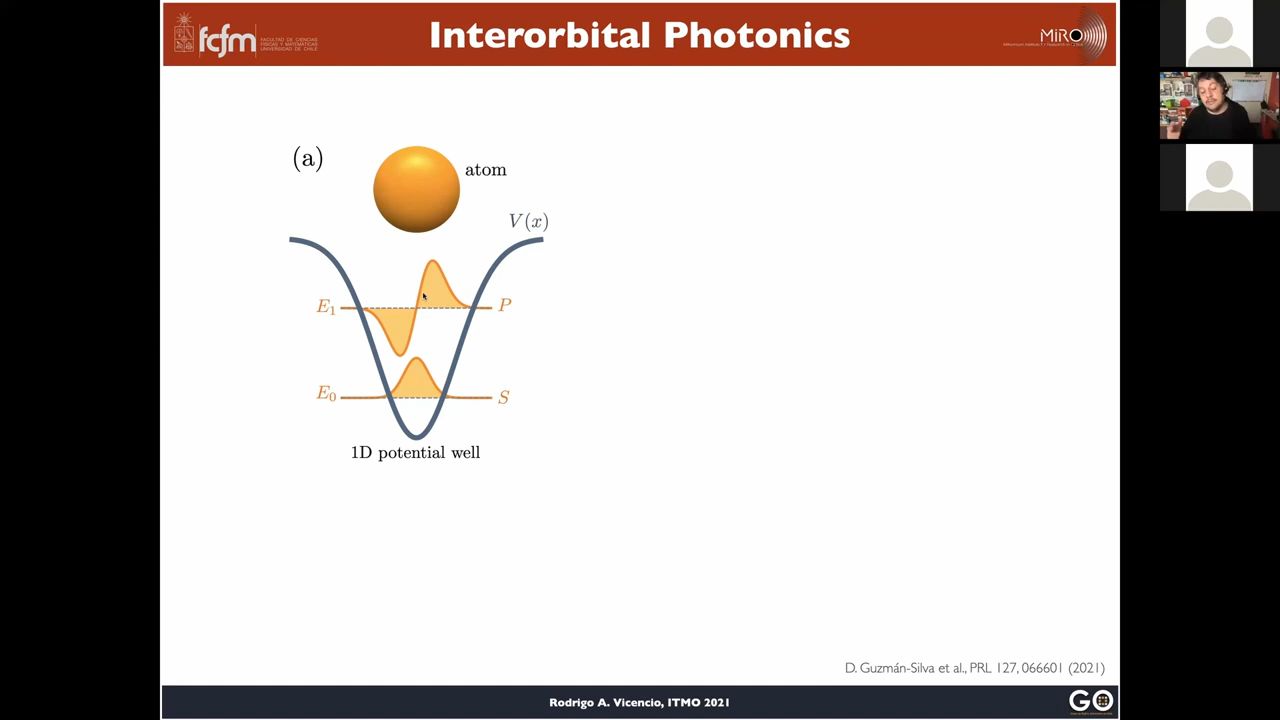 fcfm
FACULTAD DE CIENCIAS
FÍSICAS Y MATEMÁTICAS
UNIVERSIDAD DE CHILE
Interorbital Photonics
MiRO
(a)
atom
V(x)
E1
P
E0
S
1D potential well
D. Guzmán-Silva et al., PRL 127, 066601 (2021)
Rodrigo A. Vicencio, ITMO 2021
GO